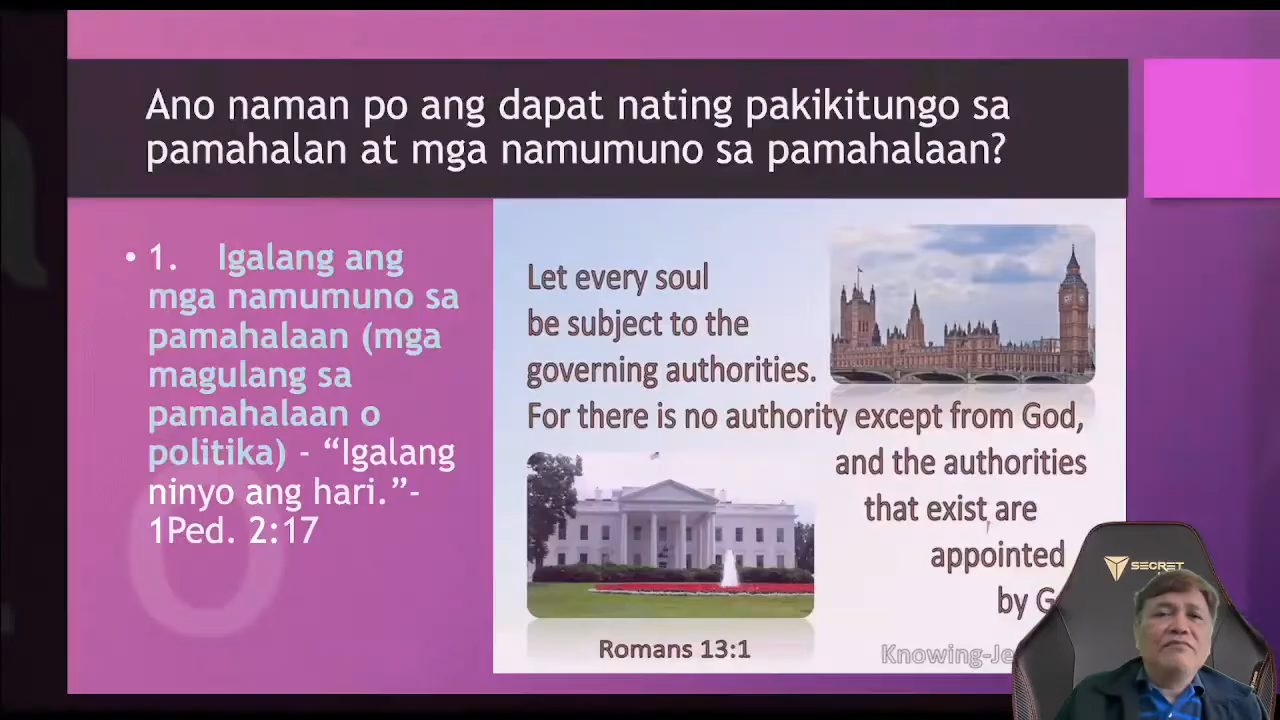 Ano naman po ang dapat nating pakikitungo sa
pamahalan at mga namumuno sa pamahalaan?
• 1. Igalang ang
mga namumuno sa
pamahalaan (mga
magulang sa
pamahalaan o
politika) - “Igalang
ninyo ang hari.”-
1Ped. 2:17
Let every soul
be subject to the
governing authorities.
For there is no authority except from God,
and the authorities
that exist are
appointed
by G
Romans 13:1
Knowing-Je
SECRET